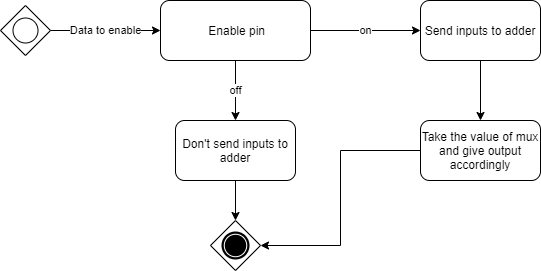 Data to enable
Enable pin
on
Send inputs to adder
off
Don't send inputs to
adder
Take the value of mux
and give output
accordingly